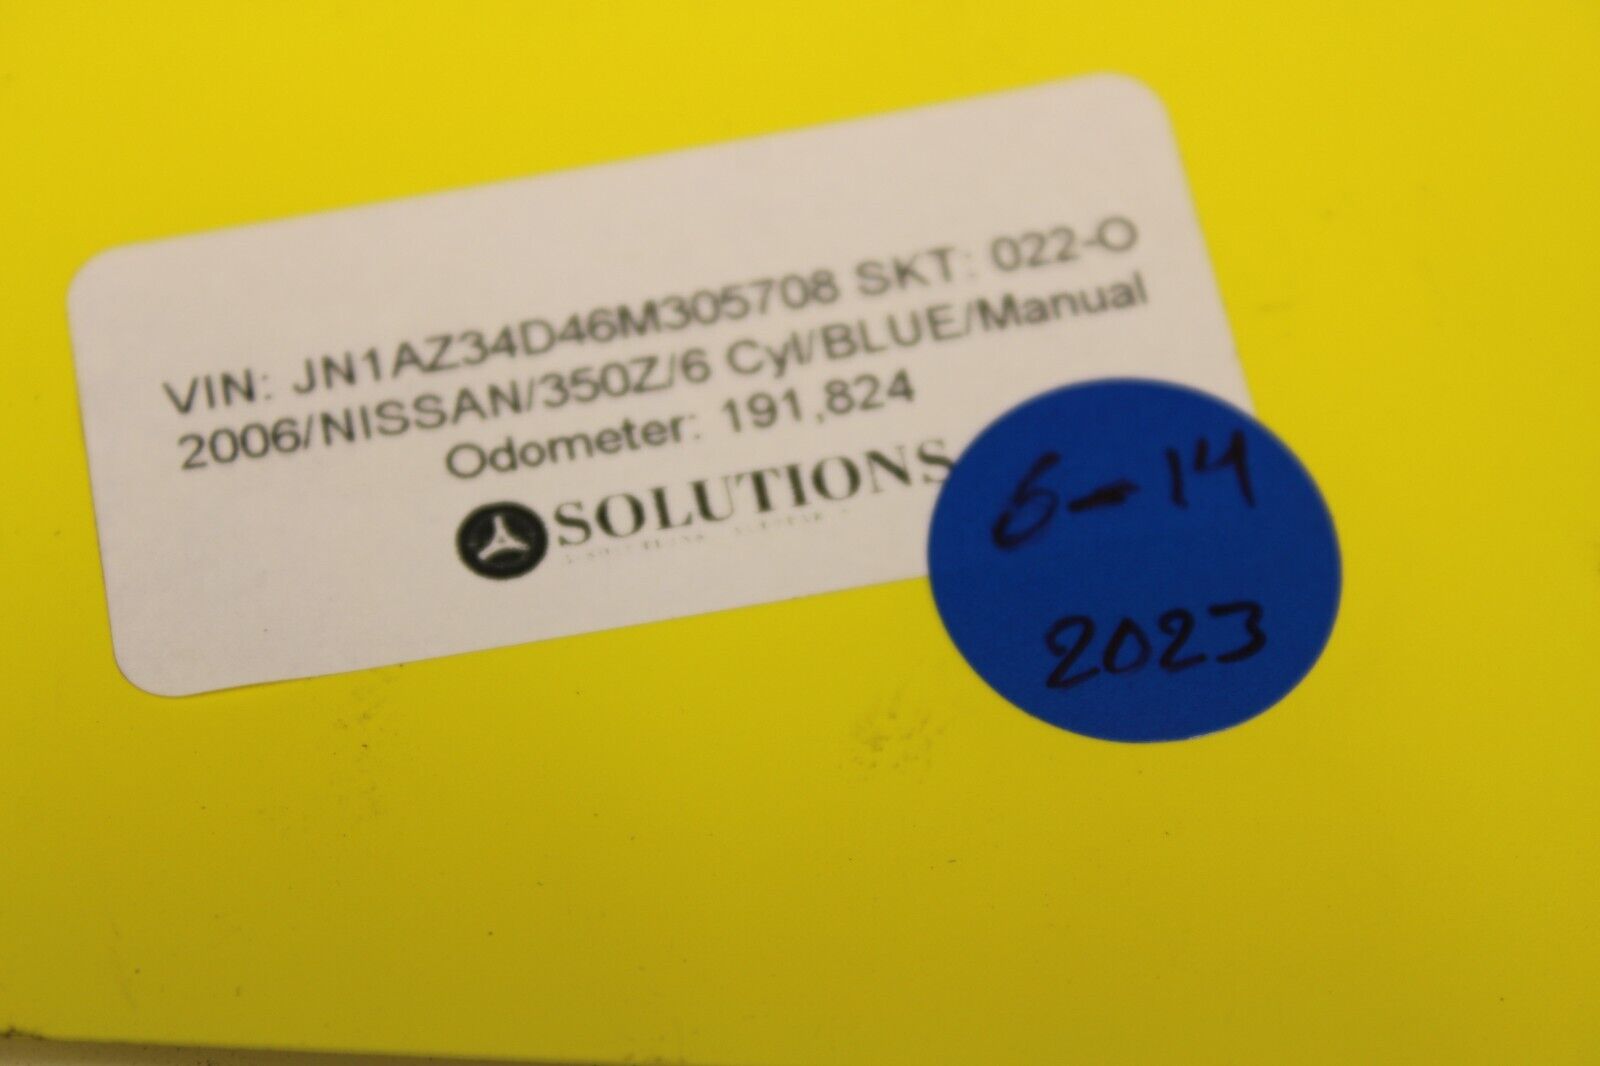 VIN: JN1AZ34D46M305708 SKT: 022-O
2006/NISSAN/350Z/6 Cyl/BLUE/Manual
Odometer: 191,824
SOLUTIONS
6-14
2023